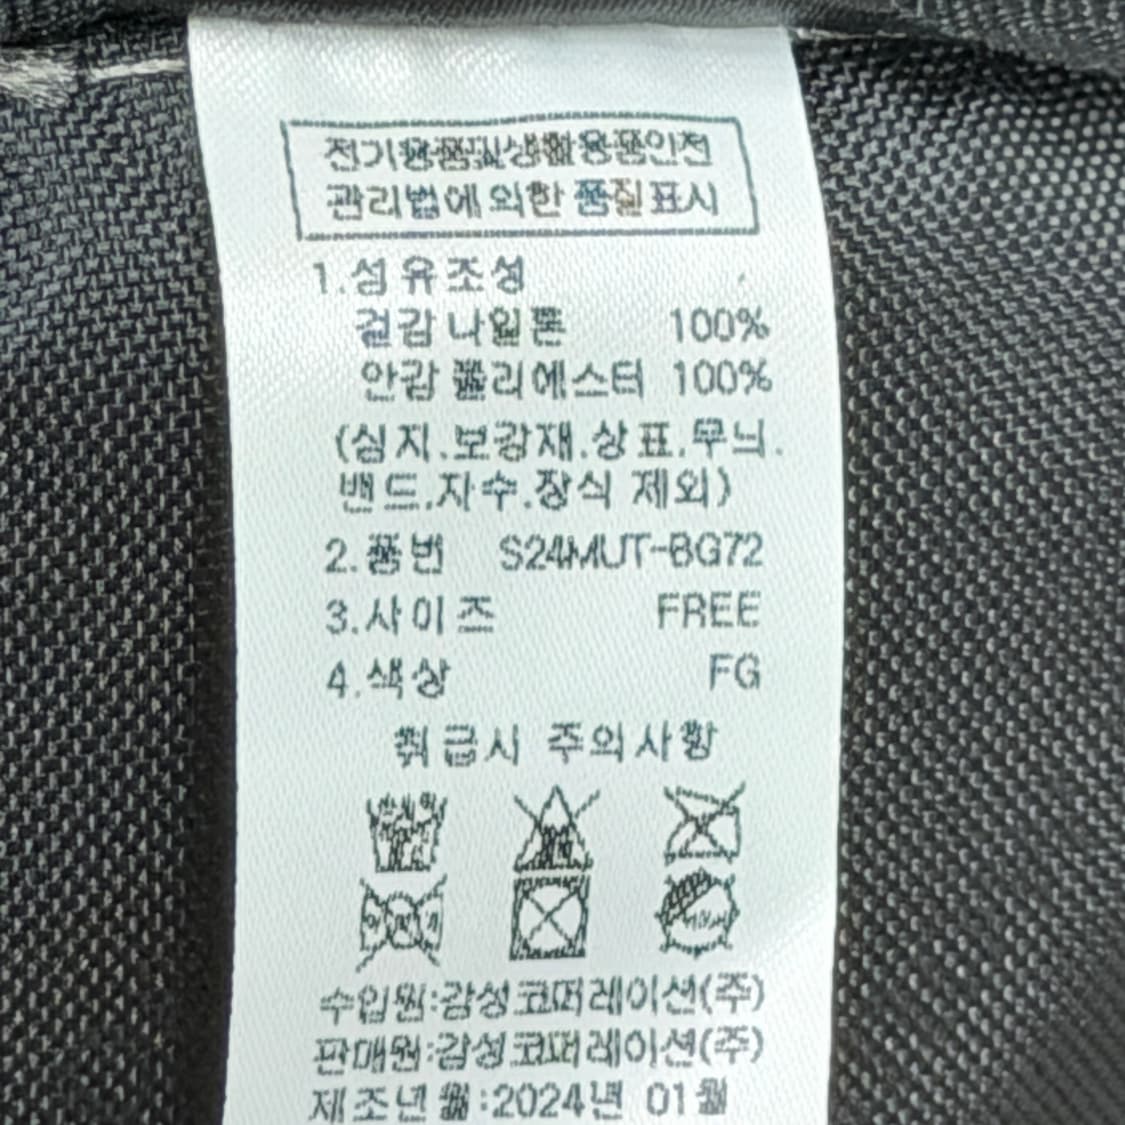 전기용품및생활용품안전
관리법에의한 품질표시
1.섬유조성
겉감 나일론 100%
안감 폴리에스터 100%
(심지.보강재.상표.무늬.
밴드.자수.장식 제외)
2.품번 S24MUT-BG72
3.사이즈 FREE
4.색상 FG
취급시 주의사항
수입원:감성코퍼레이션(주)
판매원:감성코퍼레이션(주)
제조년월:2024년 01월